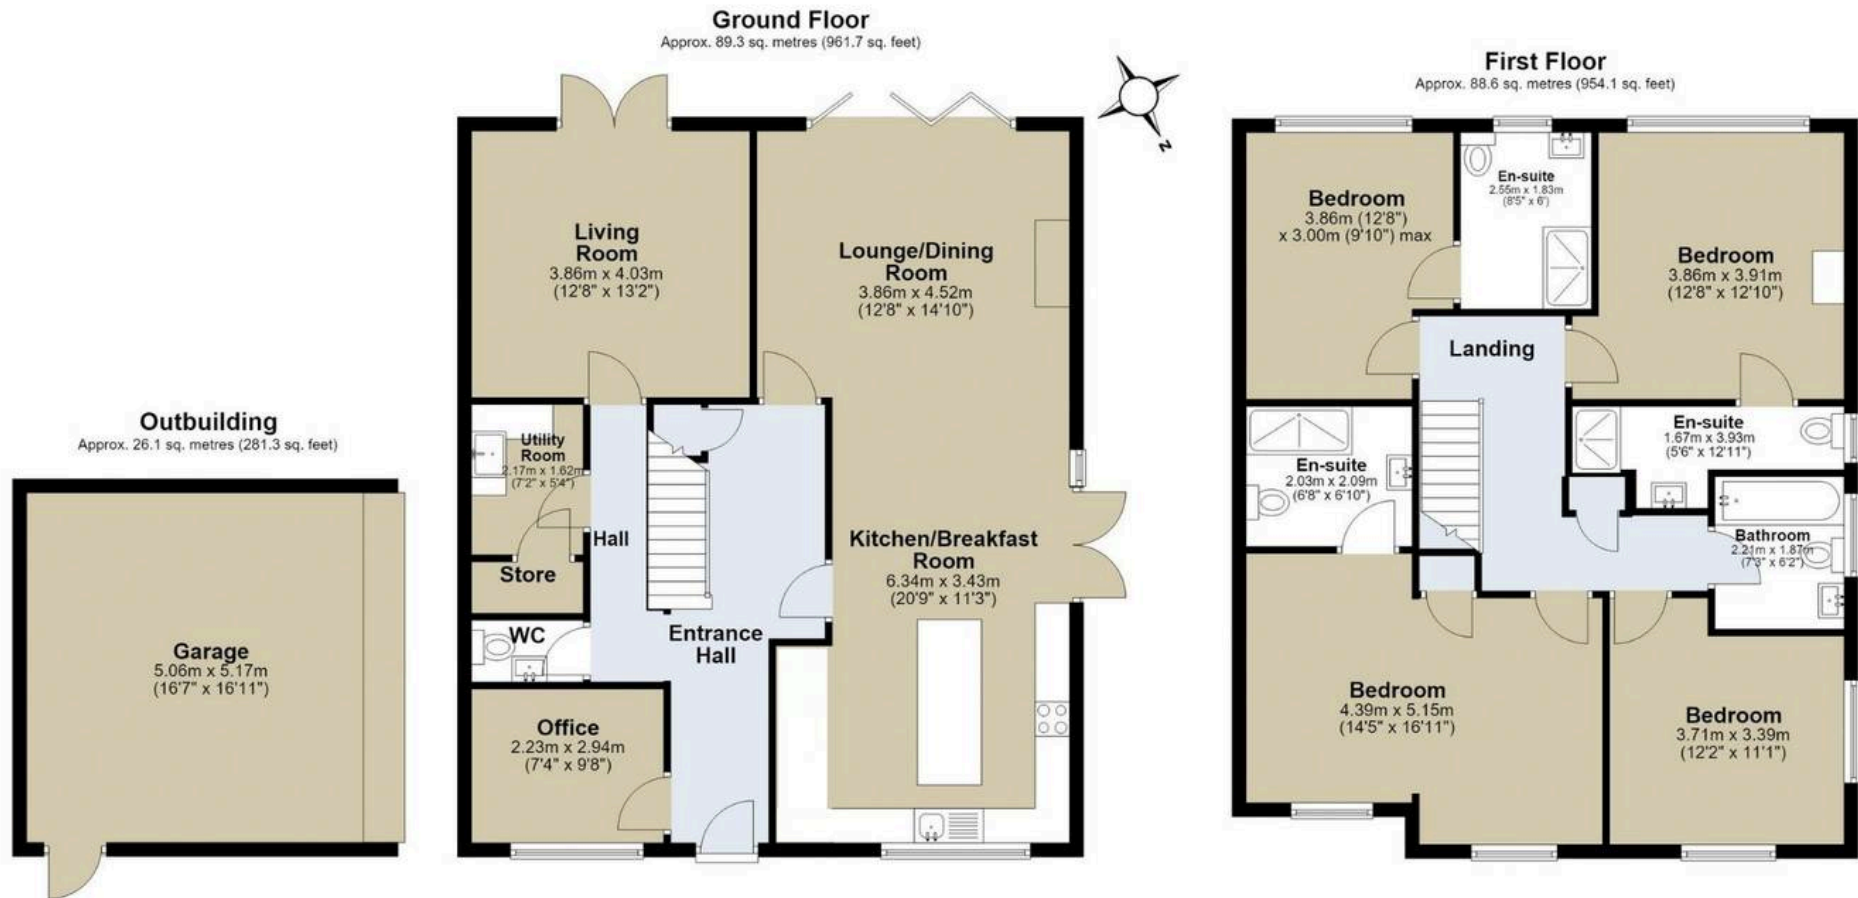 Ground Floor
Approx. 89.3 sq. metres (961.7 sq. feet)
Living
Room
3.86m x 4.03m
(12'8" x 13'2")
Lounge/Dining
Room
3.86m x 4.52m
(12'8" x 14'10")
Utility
Room
2.17m x 1.62m
(7'2" x 5'4")
Hall
Store
Kitchen/Breakfast
Room
6.34m x 3.43m
(20'9" x 11'3")
WC
Entrance
Hall
Office
2.23m x 2.94m
(7'4" x 9'8")
N
First Floor
Approx. 88.6 sq. metres (954.1 sq. feet)
Bedroom
3.86m (12'8")
x 3.00m (9'10") max
En-suite
2.55m x 1.83m
(8'5" x 6')
Bedroom
3.86m x 3.91m
(12'8" x 12'10")
Landing
En-suite
2.03m x 2.09m
(6'8" x 6'10")
En-suite
1.67m x 3.93m
(5'6" x 12'11")
Bathroom
2.21m x 1.87m
(7'3" x 6'2")
Bedroom
4.39m x 5.15m
(14'5" x 16'11")
Bedroom
3.71m x 3.39m
(12'2" x 11'1")
Outbuilding
Approx. 26.1 sq. metres (281.3 sq. feet)
Garage
5.06m x 5.17m
(16'7" x 16'11")